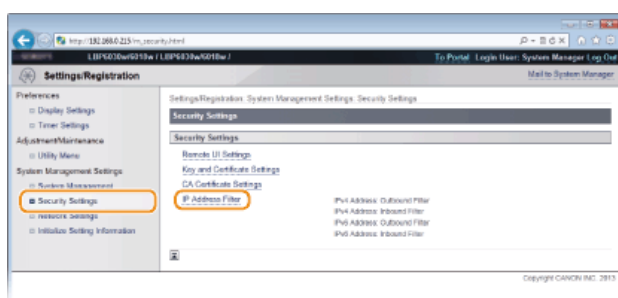 http://192.168.0.215/m_security.html
LBP6030w/6018w / LBP6030w/6018w /
To Portal Login User: System Manager Log Out
Settings/Registration
Mail to System Manager
Preferences
Display Settings
Timer Settings
Adjustment/Maintenance
Utility Menu
System Management Settings
System Management
Security Settings
Network Settings
Initialize Setting Information
Settings/Registration: System Management Settings: Security Settings
Security Settings
Security Settings
Remote UI Settings
Key and Certificate Settings
CA Certificate Settings
IP Address Filter
IPv4 Address: Outbound Filter
IPv4 Address: Inbound Filter
IPv6 Address: Outbound Filter
IPv6 Address: Inbound Filter
Copyright CANON INC. 2013